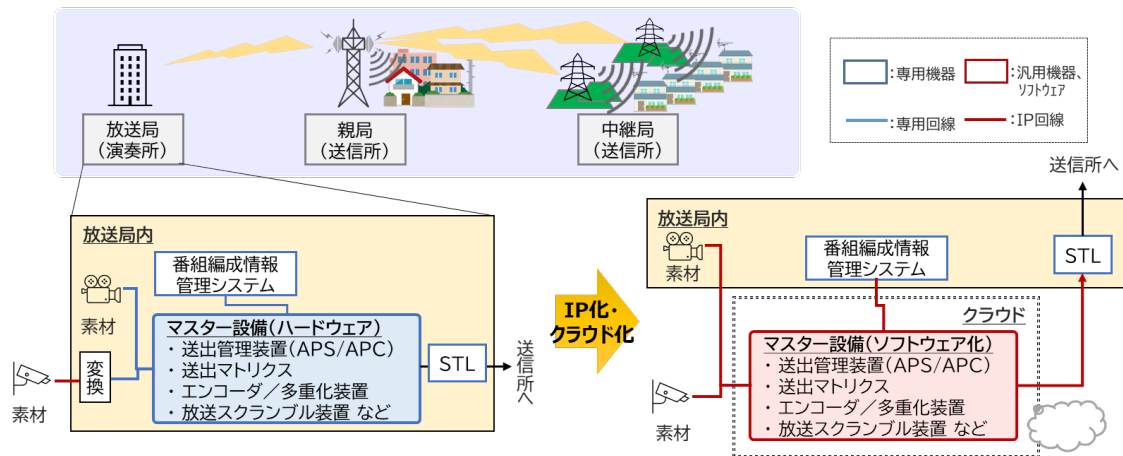 放送局
（演奏所）
親局
（送信所）
中継局
（送信所）
：専用機器
：汎用機器、
ソフトウェア
：専用回線
：IP回線
放送局内
素材
番組編成情報
管理システム
マスター設備（ハードウェア）
・送出管理装置（APS/APC）
・送出マトリクス
・エンコーダ／多重化装置
・放送スクランブル装置 など
変換
素材
STL
送信所へ
IP化・
クラウド化
送信所へ
放送局内
素材
番組編成情報
管理システム
STL
クラウド
マスター設備（ソフトウェア化）
・送出管理装置（APS/APC）
・送出マトリクス
・エンコーダ／多重化装置
・放送スクランブル装置 など
素材